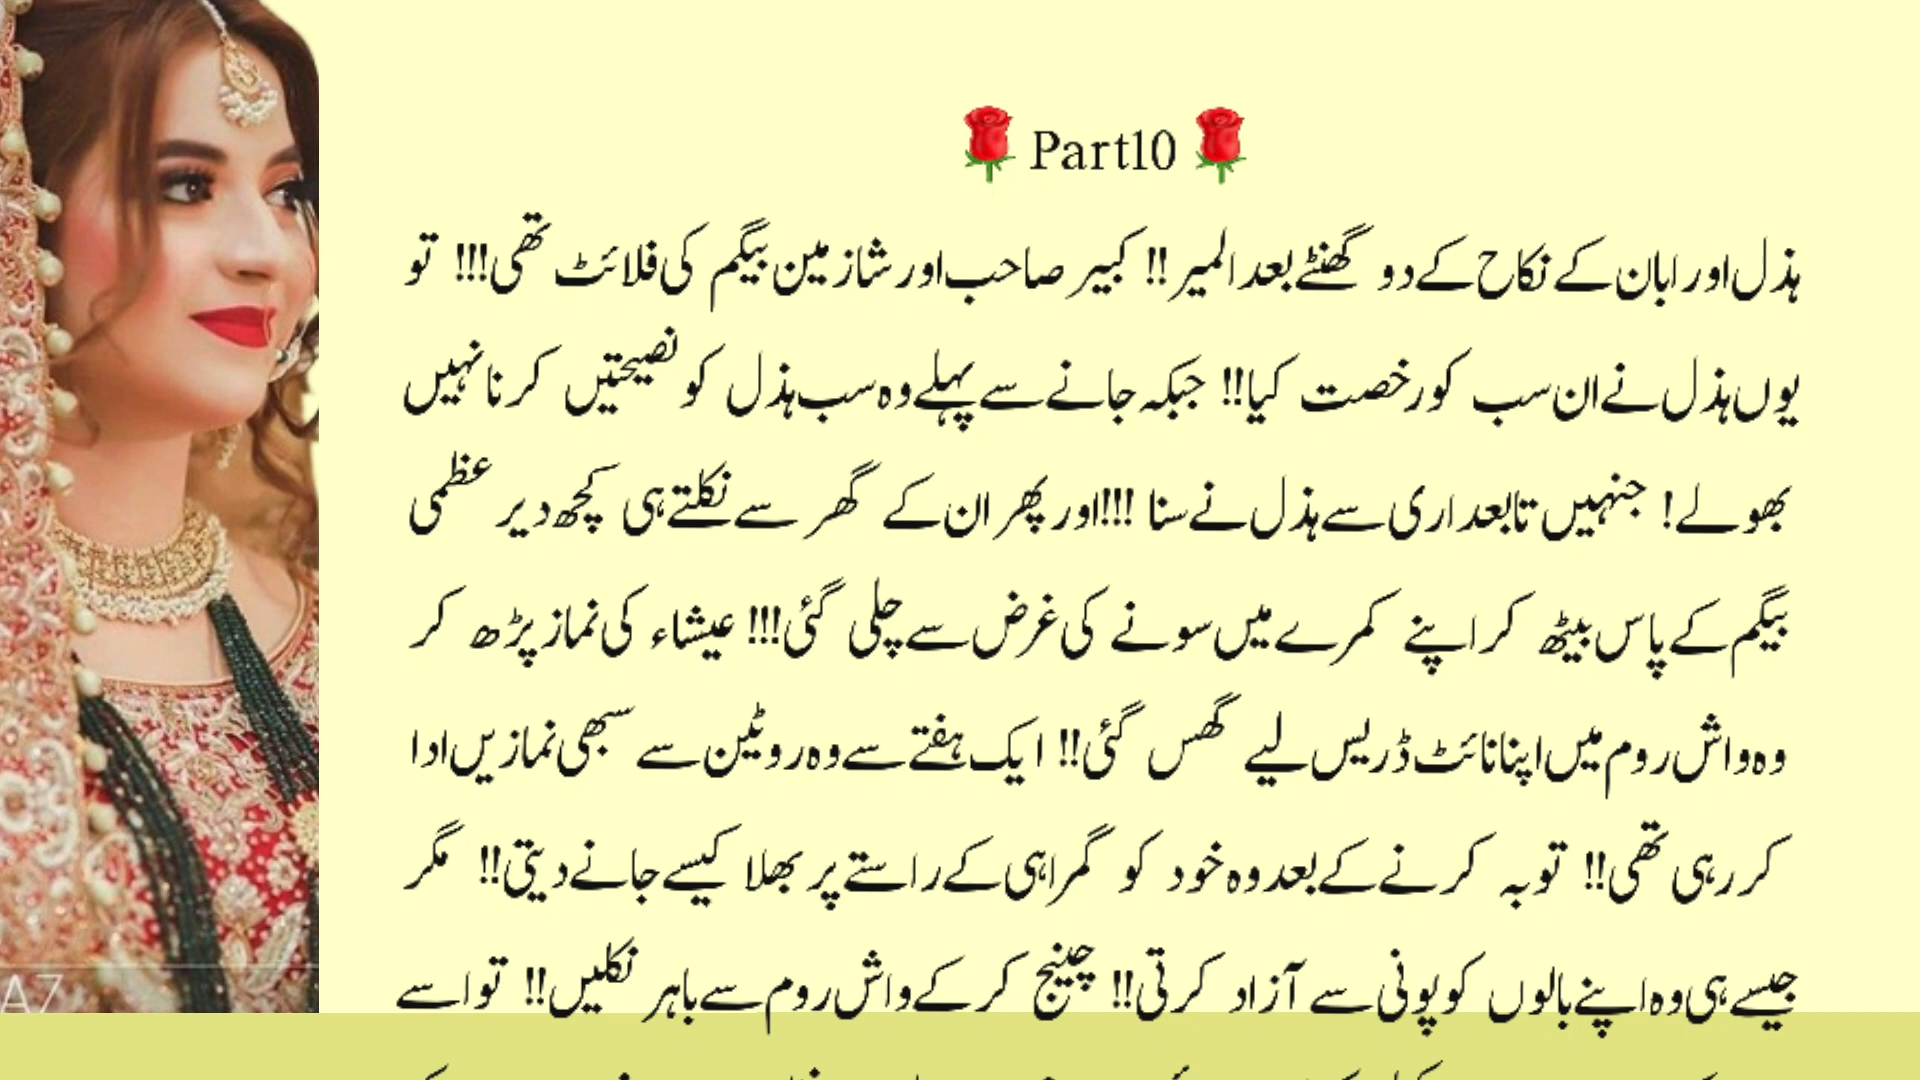 🌹 Part10 🌹
ہذل اور ابان کے نکاح کے دو گھنٹے بعد المیر !! کبیر صاحب اور شازمین بیگم کی فلائٹ تھی!!! تو
یوں ہذل نے ان سب کو رخصت کیا!! جبکہ جانے سے پہلے وہ سب ہذل کو نصیحتیں کرنا نہیں
بھولے! جنہیں تابعداری سے ہذل نے سنا !!!اور پھر ان کے گھر سے نکلتے ہی کچھ دیر عظمی
بیگم کے پاس بیٹھ کر اپنے کمرے میں سونے کی غرض سے چلی گئی!!! عیشاء کی نماز پڑھ کر
وہ واش روم میں اپنا نائٹ ڈریس لیے گھس گئی!! ایک ہفتے سے وہ روٹین سے سبھی نمازیں ادا
کر رہی تھی!! توبہ کرنے کے بعد وہ خود کو گمراہی کے راستے پر بھلا کیسے جانے دیتی!! مگر
جیسے ہی وہ اپنے بالوں کو پونی سے آزاد کرتی!! چینج کر کے واش روم سے باہر نکلیں!! تو اسے
AZ